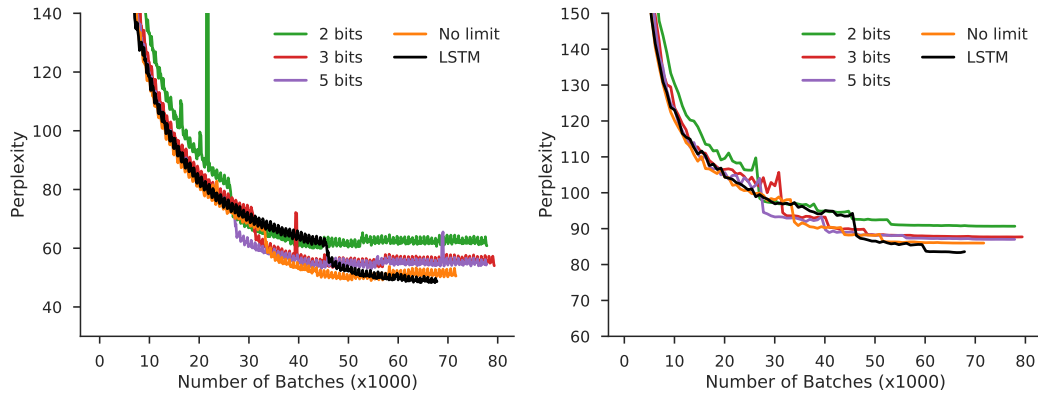 140
120
100
80
60
40
Perplexity
0 10 20 30 40 50 60 70 80
Number of Batches (x1000)
2 bits
3 bits
5 bits
No limit
LSTM
150
140
130
120
110
100
90
80
70
60
Perplexity
0 10 20 30 40 50 60 70 80
Number of Batches (x1000)
2 bits
3 bits
5 bits
No limit
LSTM